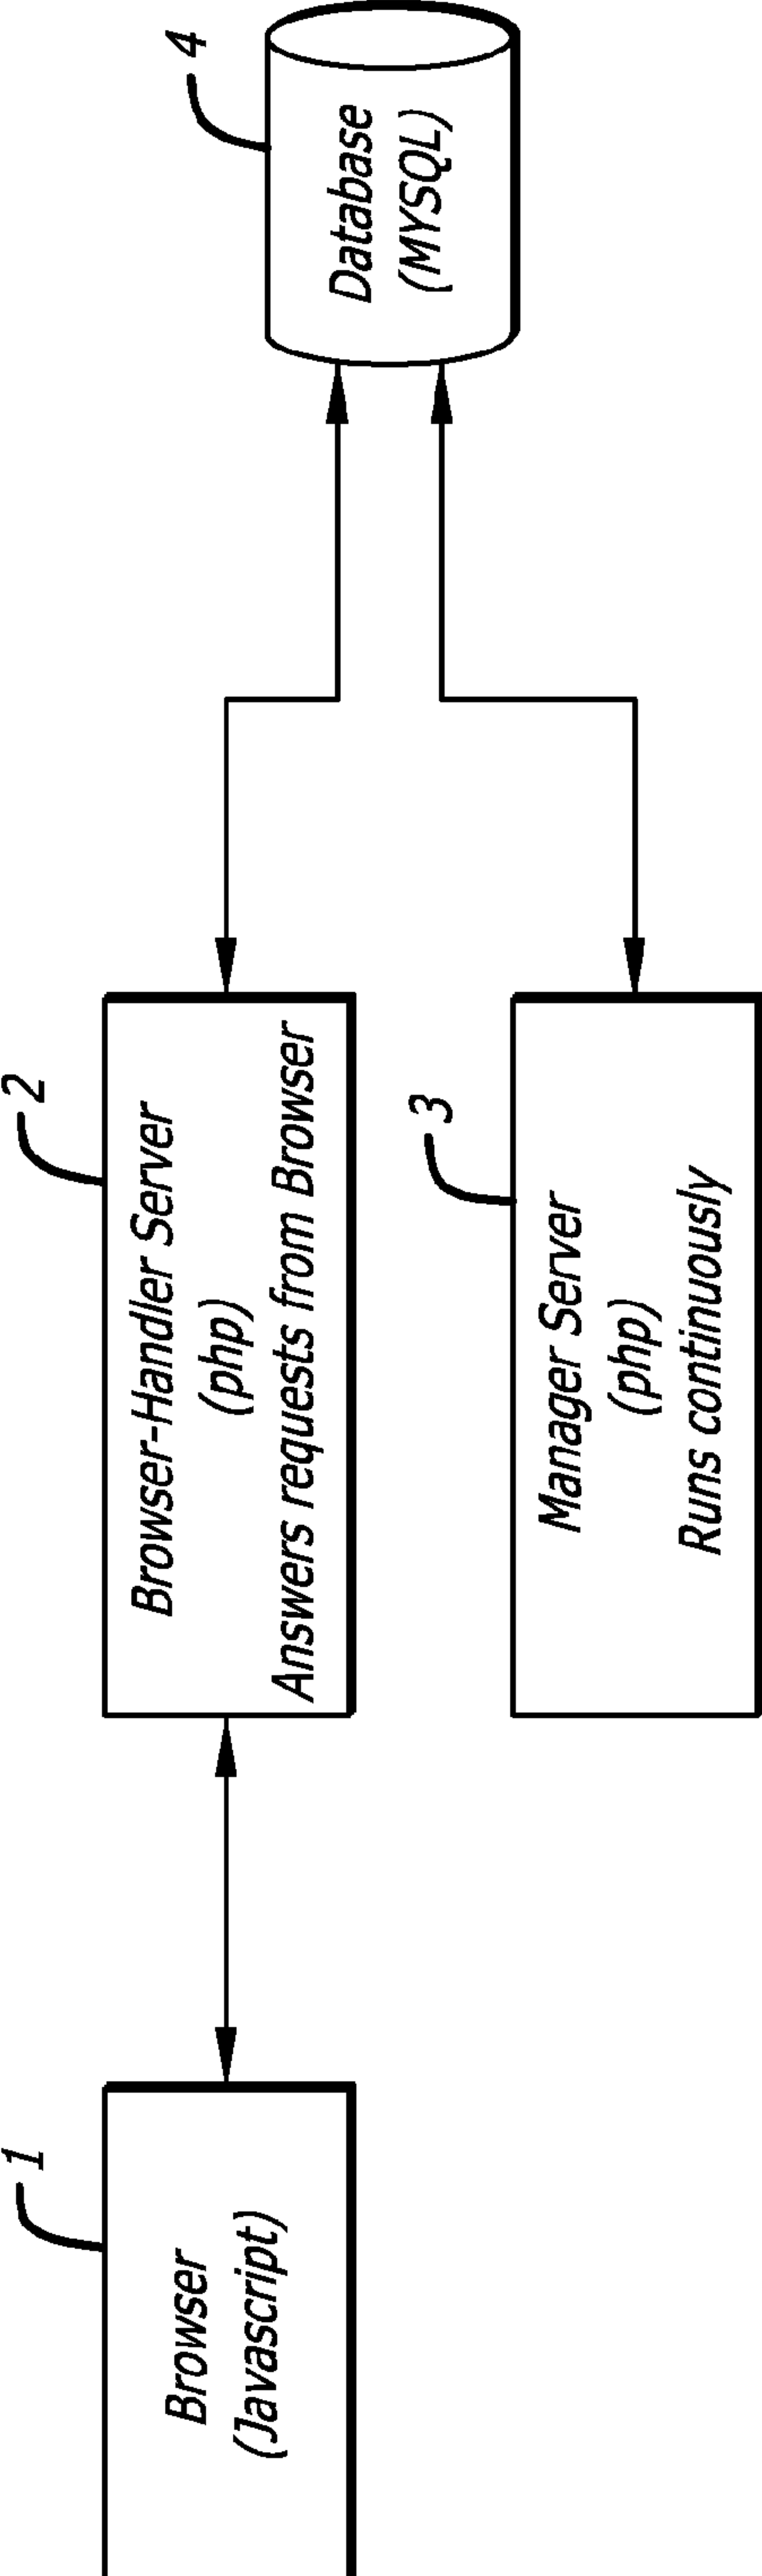 1
Browser
(Javascript)
2
Browser-Handler Server
(php)
Answers requests from Browser
3
Manager Server
(php)
Runs continuously
4
Database
(MYSQL)